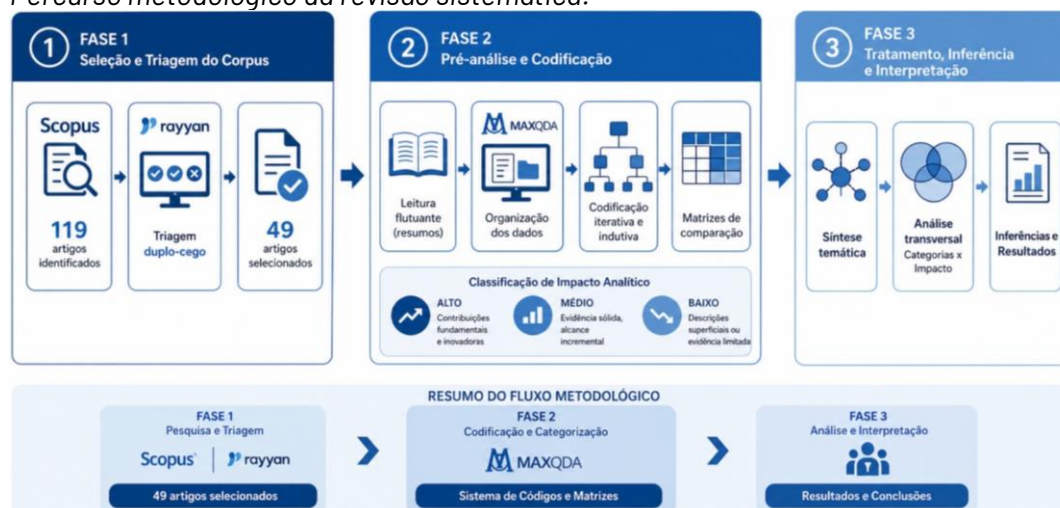 Percurso metodológico da revisão sistemática.
1
FASE 1
Seleção e Triagem do Corpus
Scopus
119
artigos
identificados
rayyan
Triagem
duplo-cego
49
artigos
selecionados
2
FASE 2
Pré-análise e Codificação
Leitura
flutuante
(resumos)
MAXQDA
Organização
dos dados
Codificação
iterativa e
indutiva
Matrizes de
comparação
Classificação de Impacto Analítico
ALTO
Contribuições
fundamentais
e inovadoras
MÉDIO
Evidência sólida,
alcance
incremental
BAIXO
Descrições
superficiais ou
evidência limitada
3
FASE 3
Tratamento, Inferência
e Interpretação
Síntese
temática
Análise
transversal
Categorias x
Impacto
Inferências e
Resultados
RESUMO DO FLUXO METODOLÓGICO
FASE 1
Pesquisa e Triagem
Scopus
rayyan
49 artigos selecionados
FASE 2
Codificação e Categorização
MAXQDA
Sistema de Códigos e Matrizes
FASE 3
Análise e Interpretação
Resultados e Conclusões